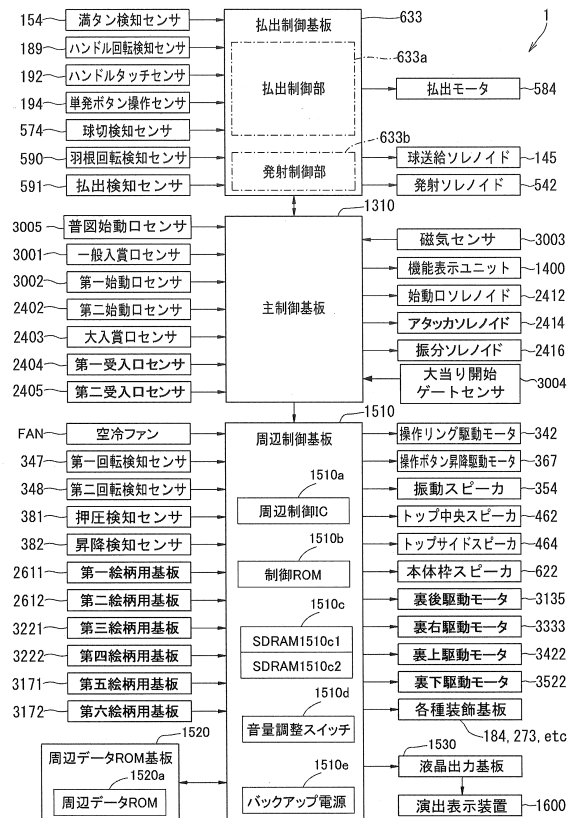 1
154 満タン検知センサ
189 ハンドル回転検知センサ
192 ハンドルタッチセンサ
194 単発ボタン操作センサ
574 球切検知センサ
590 羽根回転検知センサ
591 払出検知センサ
払出制御基板 633
633a
払出制御部
633b
発射制御部
払出モータ 584
球送給ソレノイド 145
発射ソレノイド 542
1310
3005 普図始動口センサ
3001 一般入賞口センサ
3002 第一始動口センサ
2402 第二始動口センサ
2403 大入賞口センサ
2404 第一受入口センサ
2405 第二受入口センサ
主制御基板
磁気センサ 3003
機能表示ユニット 1400
始動口ソレノイド 2412
アタッカソレノイド 2414
振分ソレノイド 2416
大当り開始
ゲートセンサ 3004
1510
FAN 空冷ファン
347 第一回転検知センサ
348 第二回転検知センサ
381 押圧検知センサ
382 昇降検知センサ
2611 第一絵柄用基板
2612 第二絵柄用基板
3221 第三絵柄用基板
3222 第四絵柄用基板
3171 第五絵柄用基板
3172 第六絵柄用基板
周辺制御基板
1510a
周辺制御IC
1510b
制御ROM
1510c
SDRAM1510c1
SDRAM1510c2
1510d
音量調整スイッチ
1510e
バックアップ電源
操作リング駆動モータ 342
操作ボタン昇降駆動モータ 367
振動スピーカ 354
トップ中央スピーカ 462
トップサイドスピーカ 464
本体枠スピーカ 622
裏後駆動モータ 3135
裏右駆動モータ 3333
裏上駆動モータ 3422
裏下駆動モータ 3522
各種装飾基板
184, 273, etc
1520
周辺データROM基板
1520a
周辺データROM
1530
液晶出力基板
演出表示装置 1600